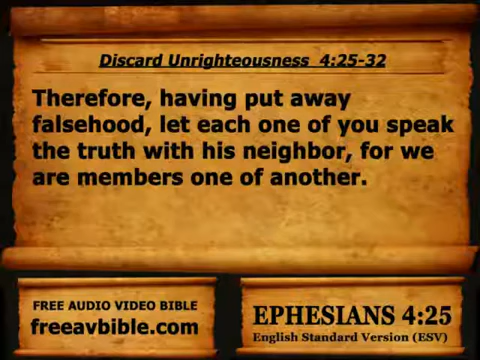 Discard Unrighteousness 4:25-32
Therefore, having put away
falsehood, let each one of you speak
the truth with his neighbor, for we
are members one of another.
FREE AUDIO VIDEO BIBLE
freeavbible.com
EPHESIANS 4:25
English Standard Version (ESV)